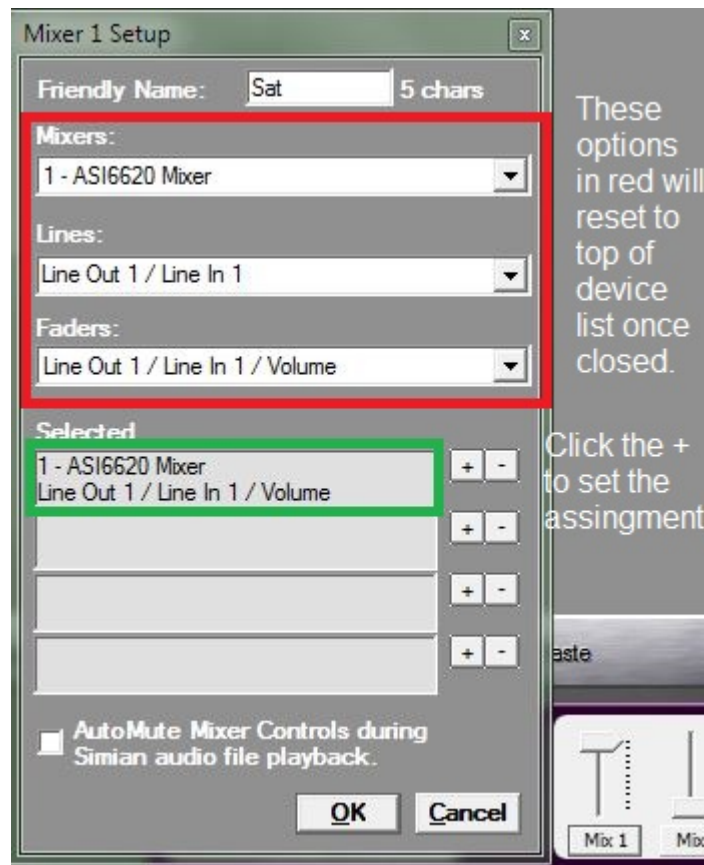 Mixer 1 Setup
x
Friendly Name: Sat 5 chars
Mixers:
1 - ASI6620 Mixer
Lines:
Line Out 1 / Line In 1
Faders:
Line Out 1 / Line In 1 / Volume
Selected
1 - ASI6620 Mixer
Line Out 1 / Line In 1 / Volume
+ -
+ -
+ -
+ -
AutoMute Mixer Controls during
Simian audio file playback.
OK Cancel
These
options
in red will
reset to
top of
device
list once
closed.
Click the +
to set the
assingment
aste
Mix 1 Mix